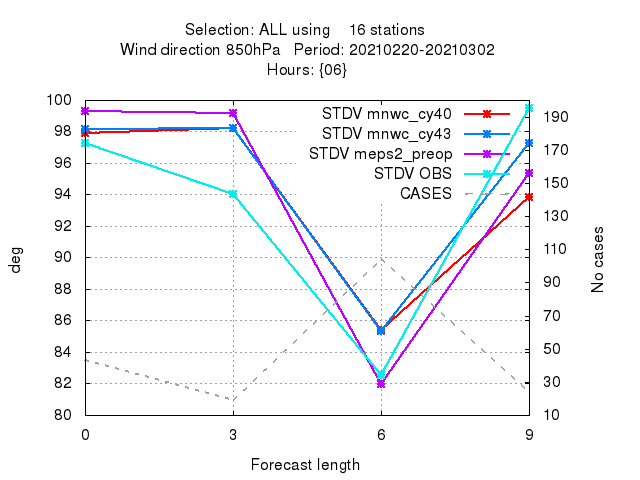 Selection: ALL using 16 stations
Wind direction 850hPa Period: 20210220-20210302
Hours: {06}
STDV mnwc_cy40
STDV mnwc_cy43
STDV meps2_preop
STDV OBS
CASES
deg
100
98
96
94
92
90
88
86
84
82
80
No cases
190
170
150
130
110
90
70
50
30
10
0 3 6 9
Forecast length